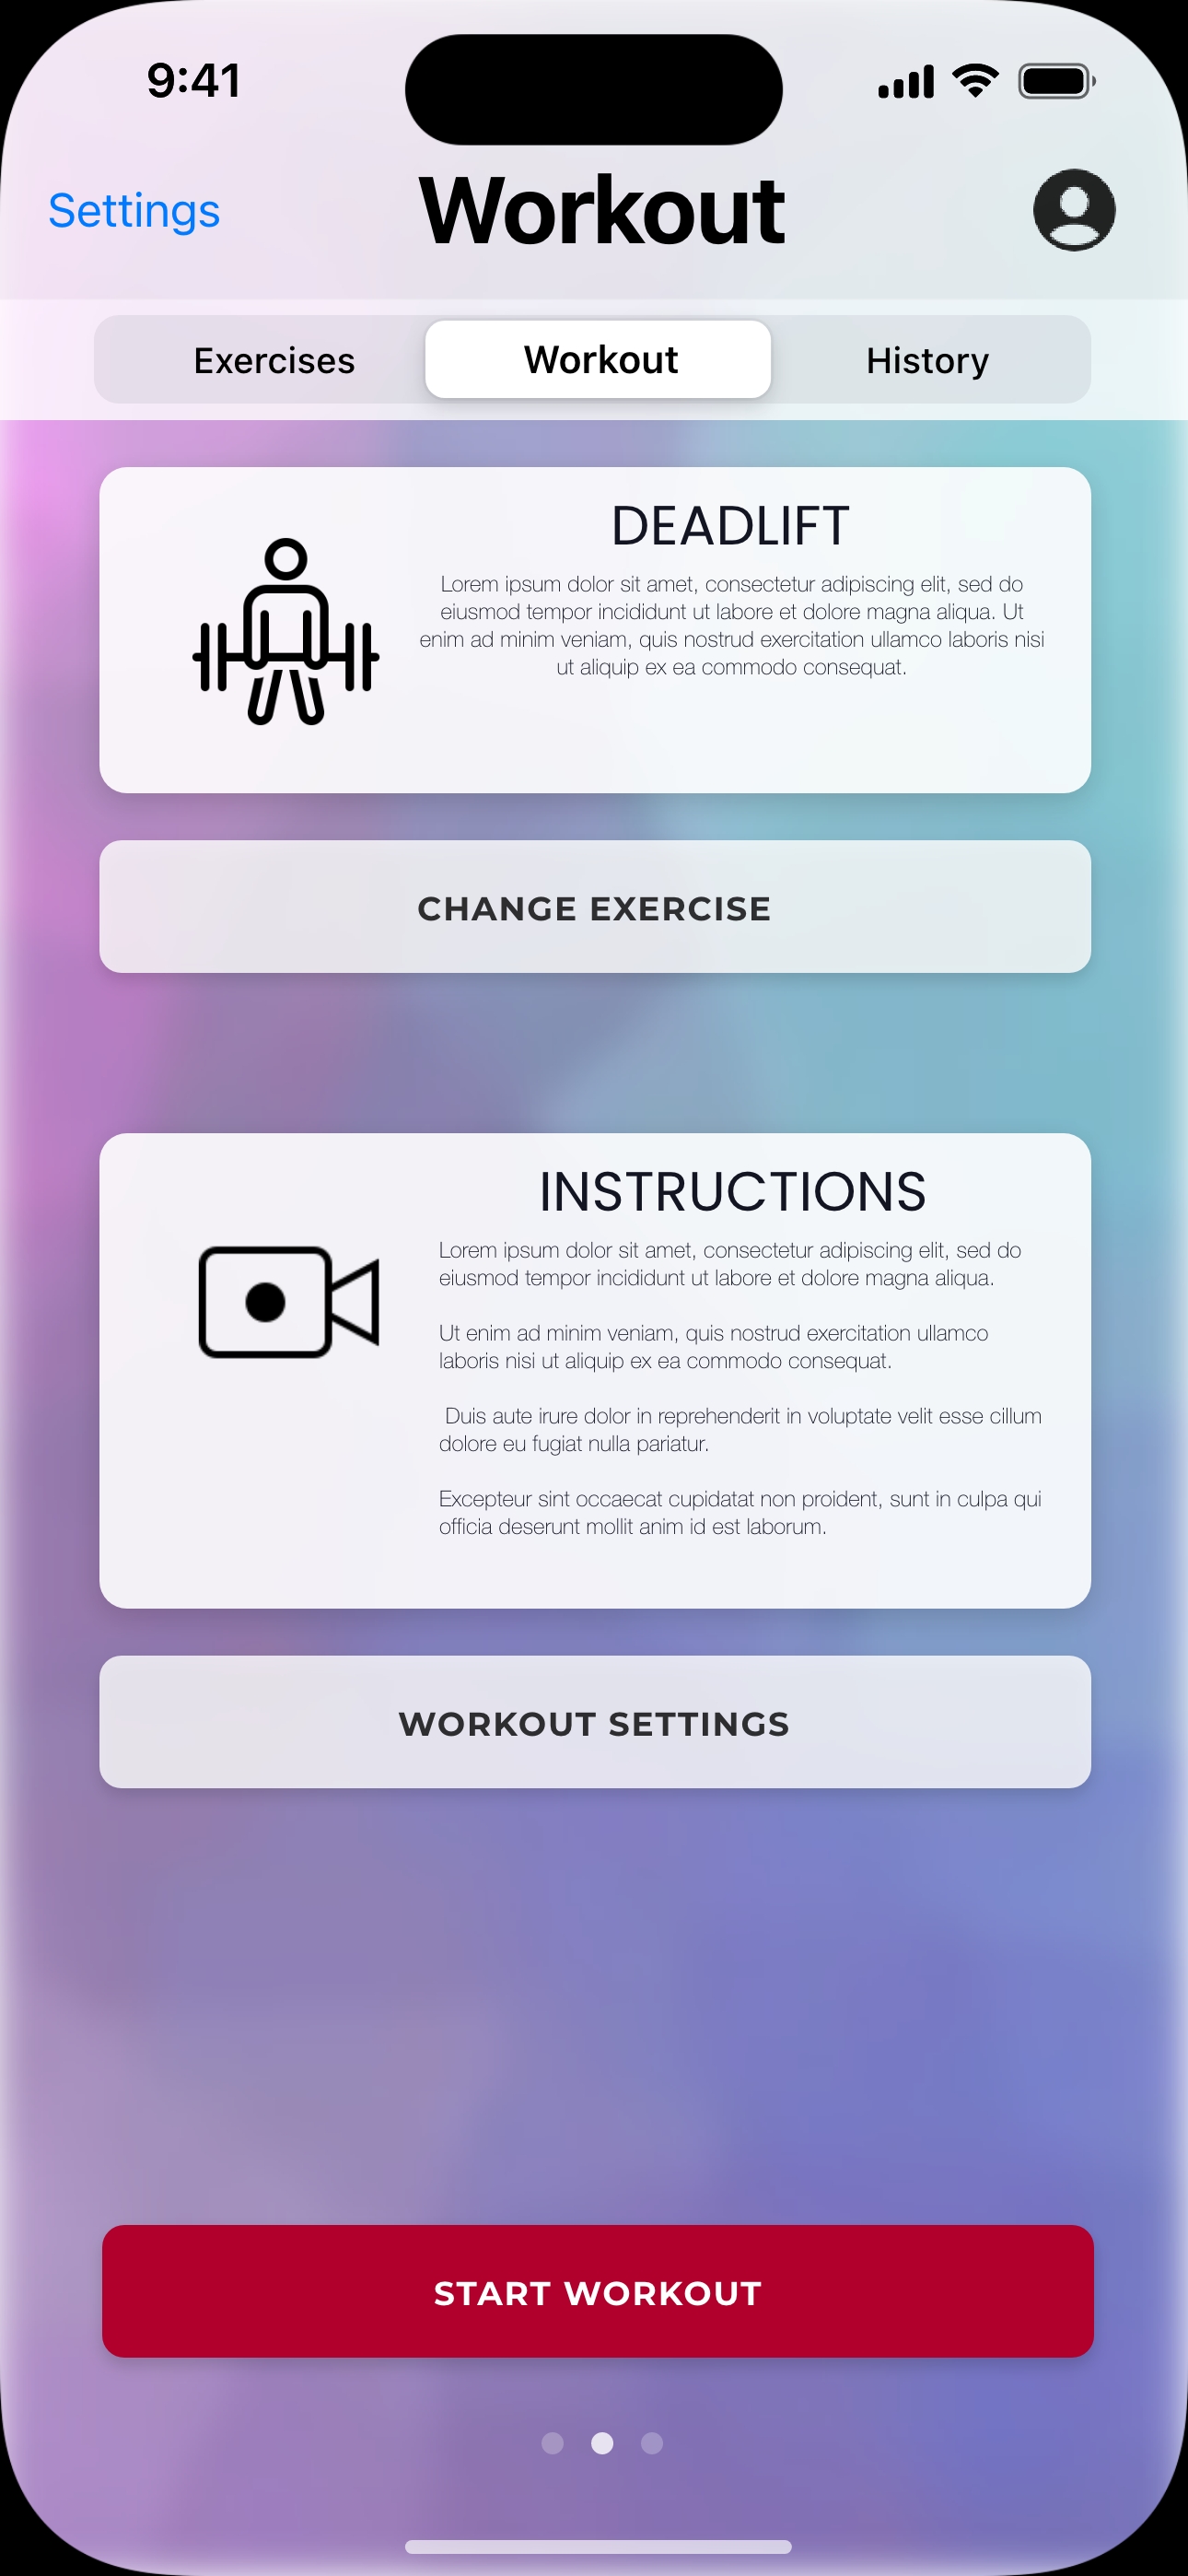 9:41
Settings
Workout
Exercises
Workout
History
DEADLIFT
Lorem ipsum dolor sit amet, consectetur adipiscing elit, sed do
eiusmod tempor incididunt ut labore et dolore magna aliqua. Ut
enim ad minim veniam, quis nostrud exercitation ullamco laboris nisi
ut aliquip ex ea commodo consequat.
CHANGE EXERCISE
INSTRUCTIONS
Lorem ipsum dolor sit amet, consectetur adipiscing elit, sed do
eiusmod tempor incididunt ut labore et dolore magna aliqua.
Ut enim ad minim veniam, quis nostrud exercitation ullamco
laboris nisi ut aliquip ex ea commodo consequat.
Duis aute irure dolor in reprehenderit in voluptate velit esse cillum
dolore eu fugiat nulla pariatur.
Excepteur sint occaecat cupidatat non proident, sunt in culpa qui
officia deserunt mollit anim id est laborum.
WORKOUT SETTINGS
START WORKOUT